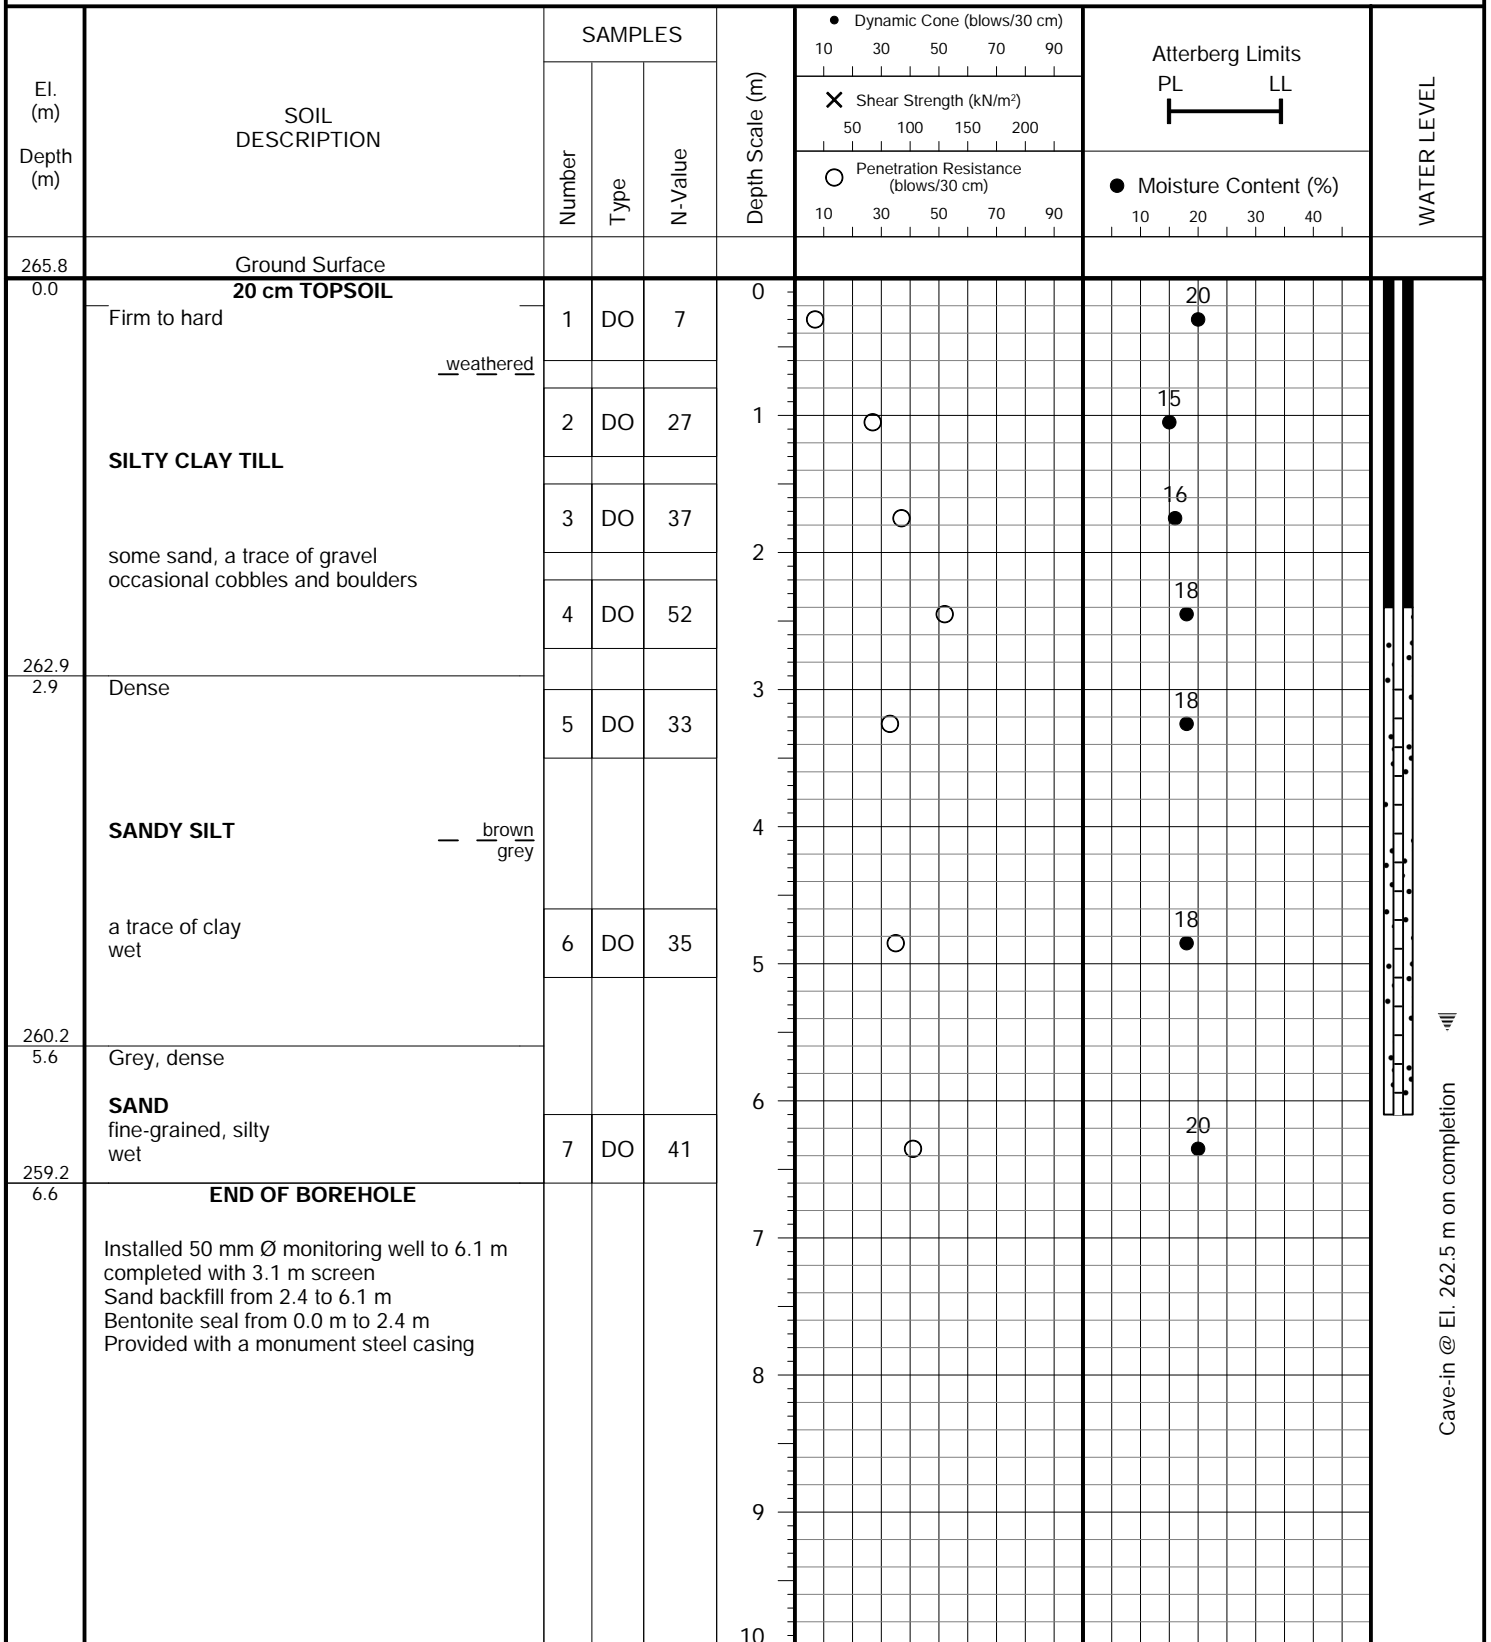 El.
(m)
Depth
(m)
SOIL
DESCRIPTION
SAMPLES
Number
Type
N-Value
Depth Scale (m)
Dynamic Cone (blows/30 cm)
10 30 50 70 90
Shear Strength (kN/m²)
50 100 150 200
Penetration Resistance
(blows/30 cm)
10 30 50 70 90
Atterberg Limits
PL LL
Moisture Content (%)
10 20 30 40
WATER LEVEL
265.8 Ground Surface
0.0 20 cm TOPSOIL 0 20
Firm to hard 1 DO 7
weathered
15
2 DO 27 1
SILTY CLAY TILL
16
3 DO 37
some sand, a trace of gravel 2
occasional cobbles and boulders
18
4 DO 52
262.9
2.9 Dense 3
18
5 DO 33
SANDY SILT brown 4
grey
18
a trace of clay
wet 6 DO 35
5
260.2
5.6 Grey, dense
SAND 6
fine-grained, silty 20
wet 7 DO 41
259.2
6.6 END OF BOREHOLE
Installed 50 mm Ø monitoring well to 6.1 m 7
completed with 3.1 m screen
Sand backfill from 2.4 to 6.1 m
Bentonite seal from 0.0 m to 2.4 m
Provided with a monument steel casing
8
9
10
Cave-in @ El. 262.5 m on completion